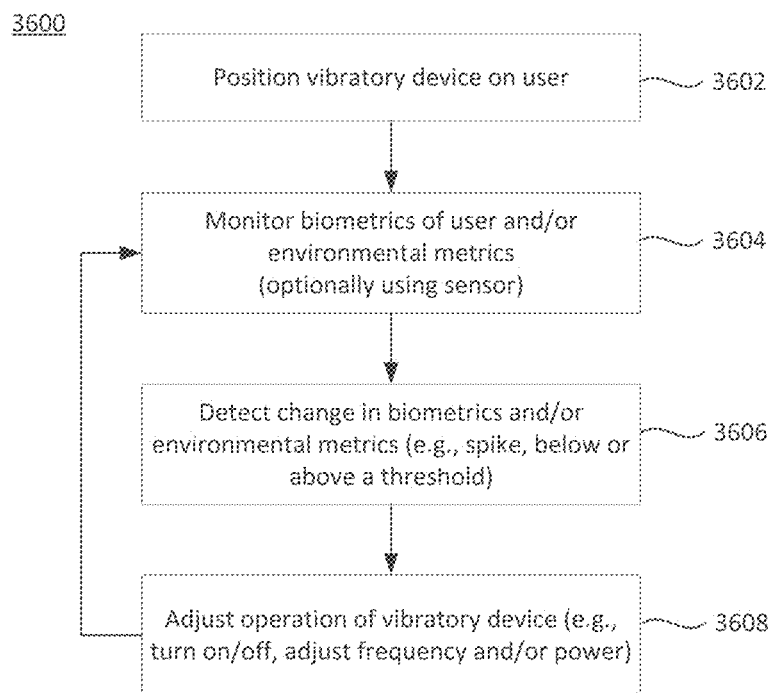 3600
Position vibratory device on user
3602
Monitor biometrics of user and/or
environmental metrics
(optionally using sensor)
3604
Detect change in biometrics and/or
environmental metrics (e.g., spike, below or
above a threshold)
3606
Adjust operation of vibratory device (e.g.,
turn on/off, adjust frequency and/or power)
3608